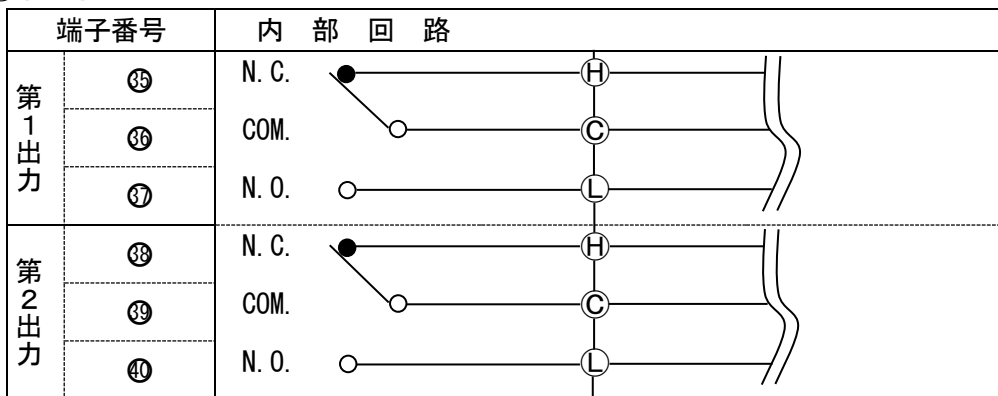 端子番号 内部回路
第1出力
㉟ N.C. H
㊱ COM. C
㊲ N.O. L
第2出力
㊳ N.C. H
㊴ COM. C
㊵ N.O. L